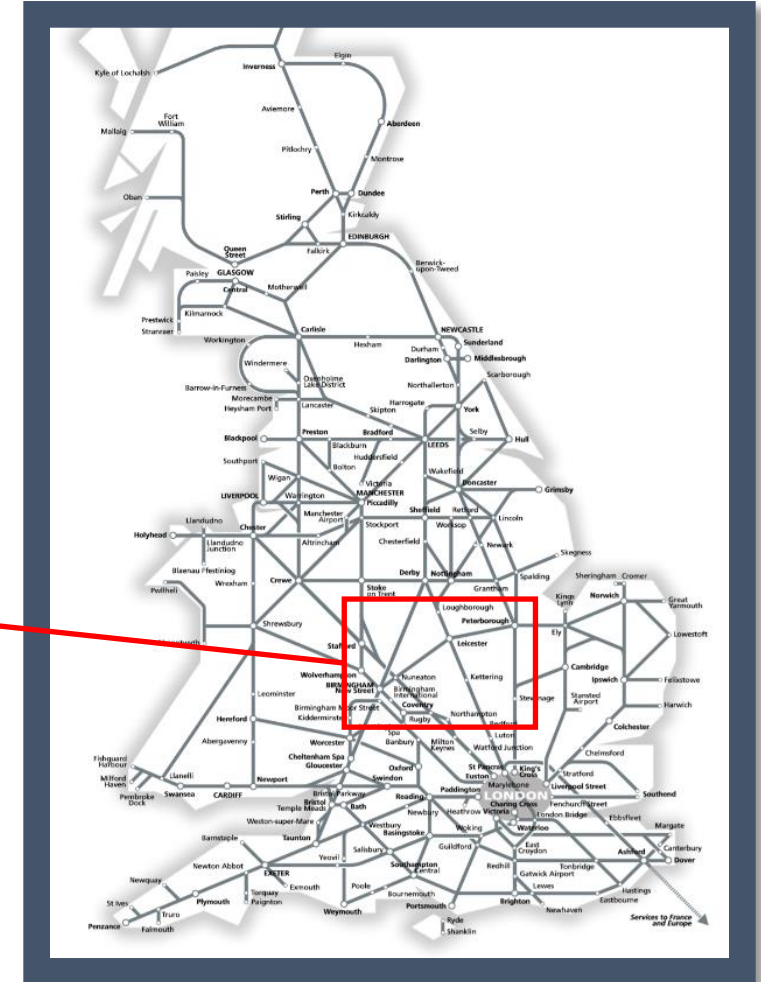 Elgin
Inverness
Kyle of Lochalsh
Aviemore
Fort
William
Mallaig
Aberdeen
Pitlochry
Montrose
Perth
Dundee
Oban
Stirling
Kirkcaldy
EDINBURGH
Falkirk
Queen
Street
Berwick-
upon-Tweed
Paisley
GLASGOW
Central
Motherwell
Prestwick
Kilmarnock
Stranraer
Carlisle
NEWCASTLE
Workington
Hexham
Sunderland
Durham
Darlington
Middlesbrough
Windermere
Scarborough
Oxenholme
Lake District
Northallerton
Barrow-in-Furness
Morecambe
Heysham Port
Lancaster
Harrogate
York
Skipton
Blackpool
Preston
Bradford
Selby
Hull
Blackburn
LEEDS
Huddersfield
Southport
Bolton
Wakefield
Wigan
Victoria
Doncaster
LIVERPOOL
Warrington
MANCHESTER
Piccadilly
Grimsby
Manchester
Airport
Sheffield
Retford
Llandudno
Chester
Stockport
Worksop
Lincoln
Holyhead
Llandudno
Junction
Altrincham
Chesterfield
Newark
Skegness
Blaenau Ffestiniog
Derby
Nottingham
Spalding
Sheringham
Cromer
Pwllheli
Wrexham
Crewe
Stoke
on Trent
Grantham
Kings
Lynn
Norwich
Great
Yarmouth
Loughborough
Peterborough
Shrewsbury
Ely
Lowestoft
Stafford
Leicester
Wolverhampton
Nuneaton
Kettering
Cambridge
BIRMINGHAM
New Street
Birmingham
International
Ipswich
Felixstowe
Leominster
Stevenage
Stansted
Airport
Birmingham Moor Street
Coventry
Harwich
Kidderminster
Rugby
Northampton
Hereford
Bedford
Colchester
Spa
Abergavenny
Worcester
Banbury
Milton
Keynes
Luton
Watford Junction
Chelmsford
Fishguard
Harbour
Cheltenham Spa
Gloucester
Oxford
St Pancras
King's
Cross
Stratford
Milford
Haven
Llanelli
Newport
Swindon
Euston
Marylebone
Liverpool Street
Pembroke
Dock
Swansea
CARDIFF
Bristol Parkway
Reading
Paddington
LONDON
Southend
Bristol
Temple Meads
Bath
Newbury
Heathrow
Victoria
Charing Cross
Fenchurch Street
London Bridge
Ebbsfleet
Weston-super-Mare
Westbury
Basingstoke
Woking
Waterloo
Margate
Barnstaple
Taunton
Salisbury
Guildford
East
Croydon
Canterbury
Yeovil
Ashford
Dover
Newton Abbot
EXETER
Southampton
Central
Redhill
Tonbridge
Gatwick Airport
Newquay
Exmouth
Poole
Lewes
Hastings
St Ives
Plymouth
Torquay
Paignton
Bournemouth
Eastbourne
Weymouth
Portsmouth
Brighton
Newhaven
Truro
Penzance
Falmouth
Ryde
Shanklin
Services to France
and Europe